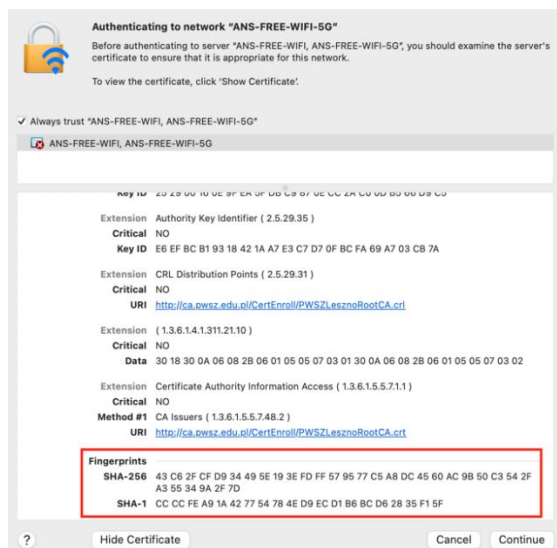 Authenticating to network “ANS-FREE-WIFI-5G”
Before authenticating to server “ANS-FREE-WIFI, ANS-FREE-WIFI-5G”, you should examine the server's
certificate to ensure that it is appropriate for this network.
To view the certificate, click ‘Show Certificate’.
Always trust “ANS-FREE-WIFI, ANS-FREE-WIFI-5G”
ANS-FREE-WIFI, ANS-FREE-WIFI-5G
Key ID
Extension Authority Key Identifier ( 2.5.29.35 )
Critical NO
Key ID E6 EF BC B1 93 18 42 1A A7 E3 C7 D7 0F BC FA 69 A7 03 CB 7A
Extension CRL Distribution Points ( 2.5.29.31 )
Critical NO
URI http://ca.pwsz.edu.pl/CertEnroll/PWSZLesznoRootCA.crl
Extension ( 1.3.6.1.4.1.311.21.10 )
Critical NO
Data 30 18 30 0A 06 08 2B 06 01 05 05 07 03 01 30 0A 06 08 2B 06 01 05 05 07 03 02
Extension Certificate Authority Information Access ( 1.3.6.1.5.5.7.1.1 )
Critical NO
Method #1 CA Issuers ( 1.3.6.1.5.5.7.48.2 )
URI http://ca.pwsz.edu.pl/CertEnroll/PWSZLesznoRootCA.crt
Fingerprints
SHA-256 43 C6 2F CF D9 34 49 5E 19 3E FD FF 57 95 77 C5 A8 DC 45 60 AC 9B 50 C3 54 2F
A3 55 34 9A 2F 7D
SHA-1 CC CC FE A9 1A 42 77 54 78 4E D9 EC D1 B6 BC D6 28 35 F1 5F
? Hide Certificate Cancel Continue